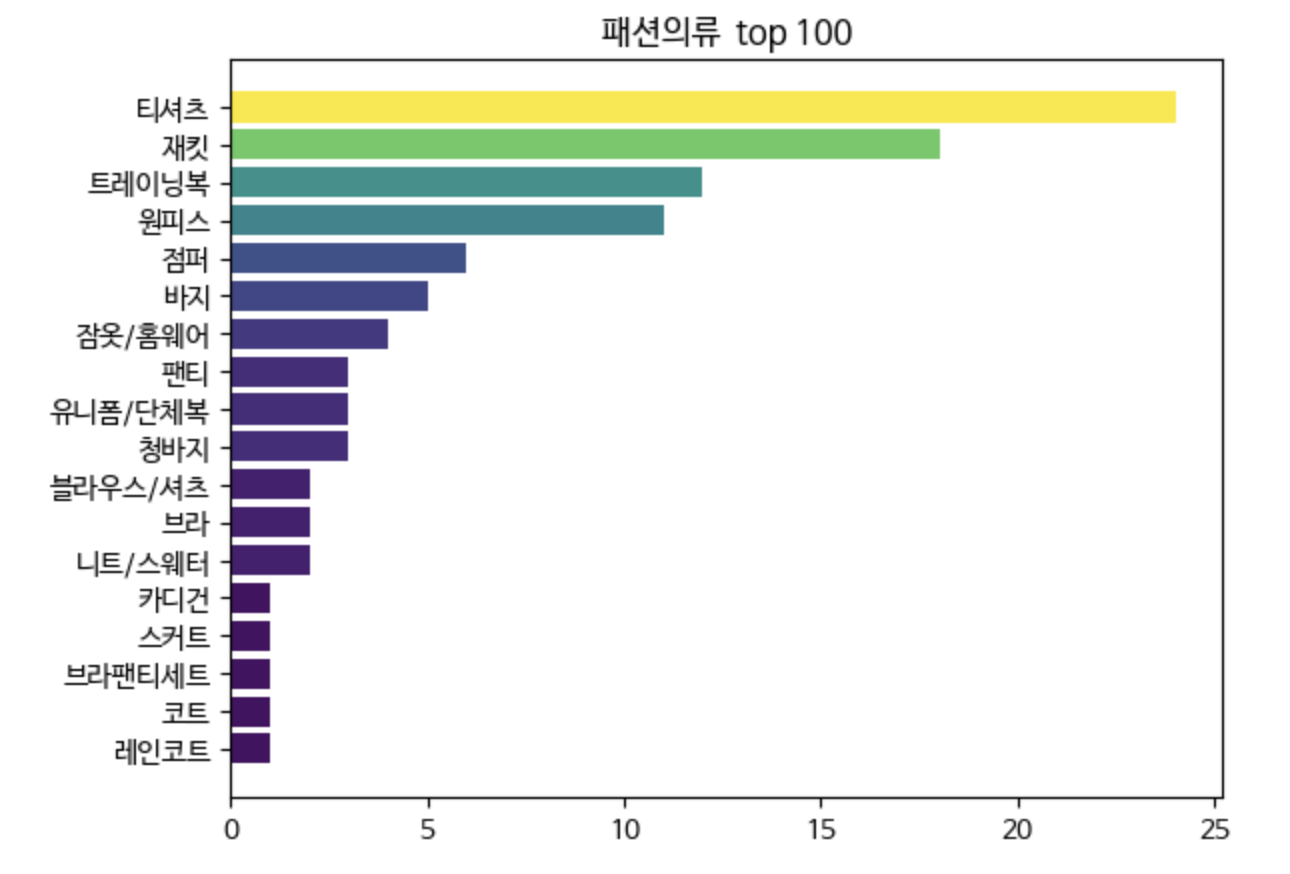 패션의류 top 100
티셔츠
재킷
트레이닝복
원피스
점퍼
바지
잠옷/홈웨어
팬티
유니폼/단체복
청바지
블라우스/셔츠
브라
니트/스웨터
카디건
스커트
브라팬티세트
코트
레인코트
0 5 10 15 20 25